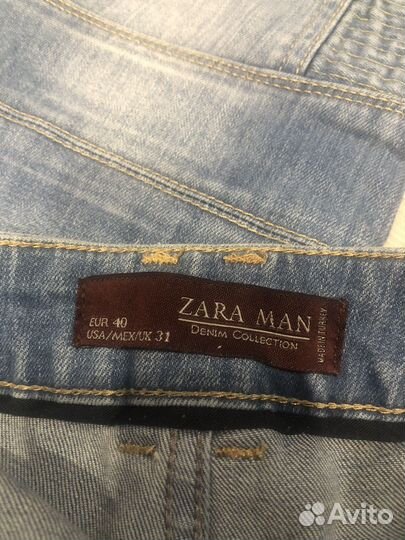 EUR 40
USA/MEX/UK 31
ZARA MAN
DENIM COLLECTION
MADE IN TURKEY
Avito